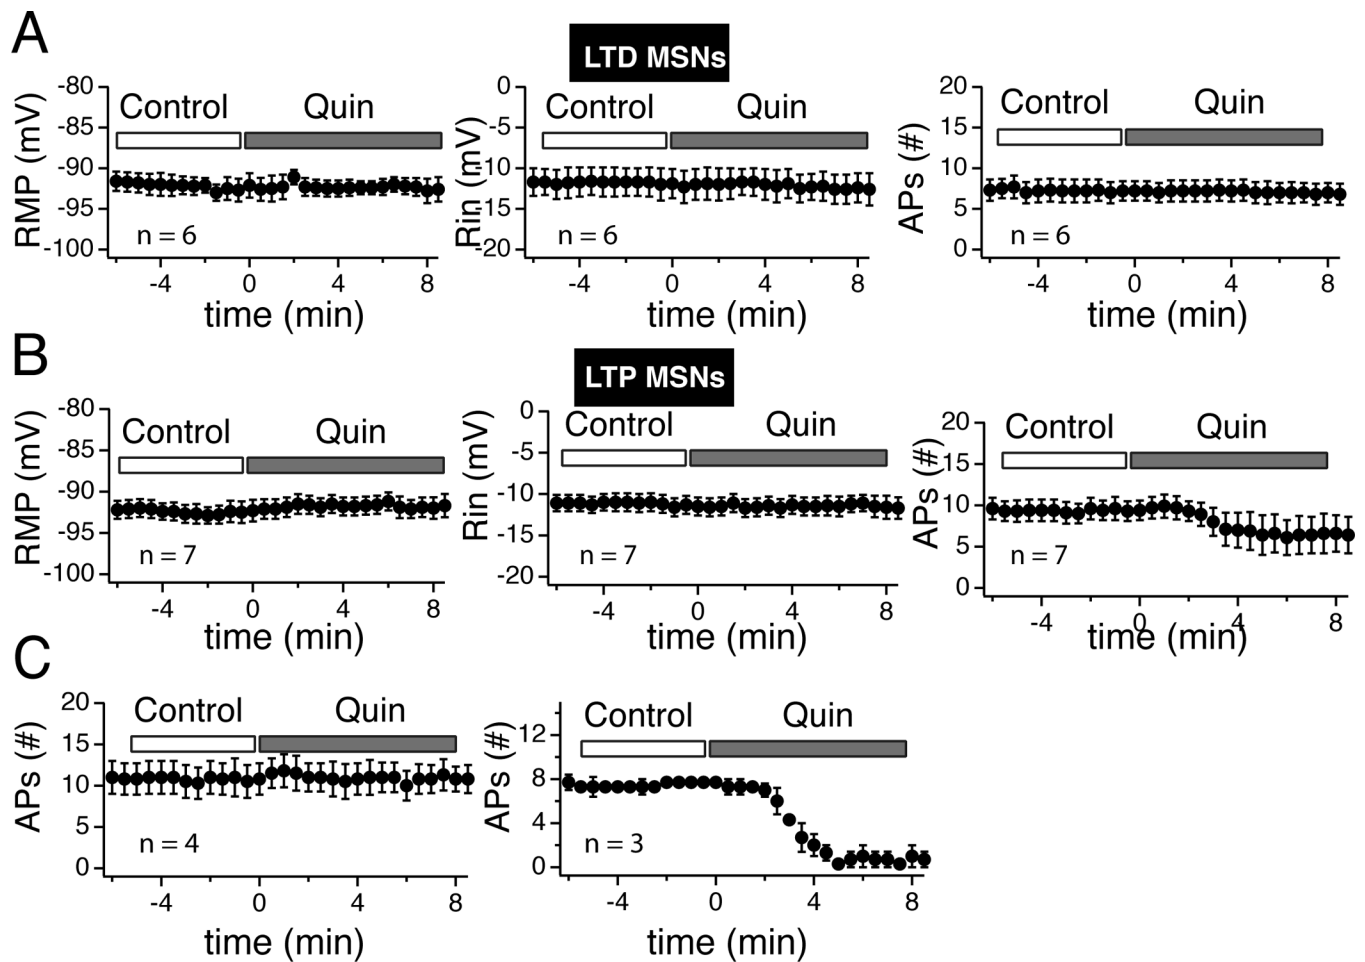 A
LTD MSNs
RMP (mV)
-80
-85
-90
-95
-100
Control Quin
n = 6
-4 0 4 8
time (min)
Rin (mV)
0
-5
-10
-15
-20
Control Quin
n = 6
-4 0 4 8
time (min)
APs (#)
20
15
10
5
0
Control Quin
n = 6
-4 0 4 8
time (min)
B
LTP MSNs
RMP (mV)
-80
-85
-90
-95
-100
Control Quin
n = 7
-4 0 4 8
time (min)
Rin (mV)
0
-5
-10
-15
-20
Control Quin
n = 7
-4 0 4 8
time (min)
APs (#)
20
15
10
5
0
Control Quin
n = 7
-4 0 4 8
time (min)
C
APs (#)
20
15
10
5
0
Control Quin
n = 4
-4 0 4 8
time (min)
APs (#)
12
8
4
0
Control Quin
n = 3
-4 0 4 8
time (min)